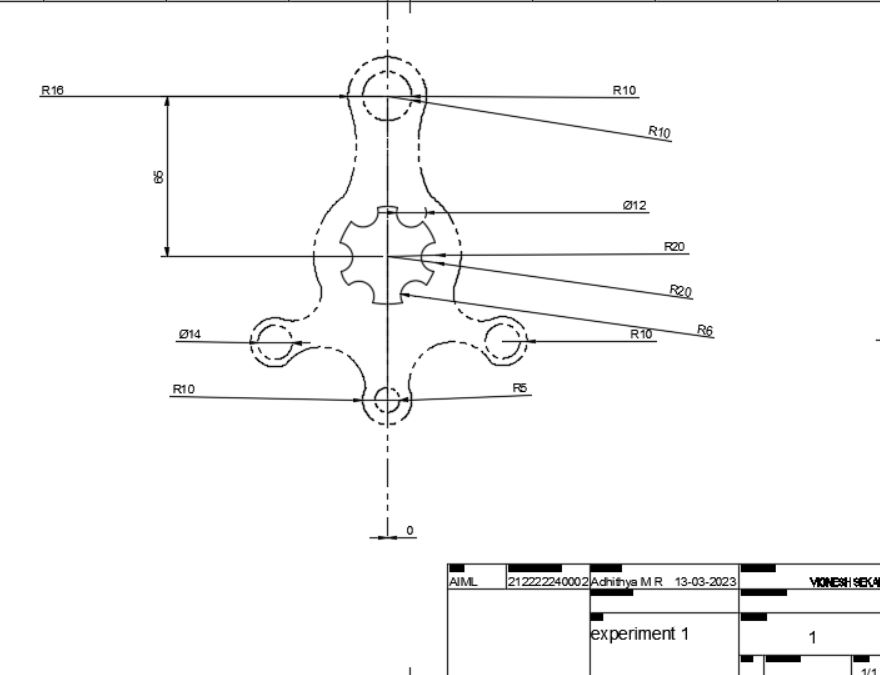 R16
R10
R10
65
Ø12
R20
R20
R6
Ø14
R10
R10
R5
0
AIML 212222240002 Adhithya M R 13-03-2023 VIGNESH SEKA
experiment 1
1
1/1